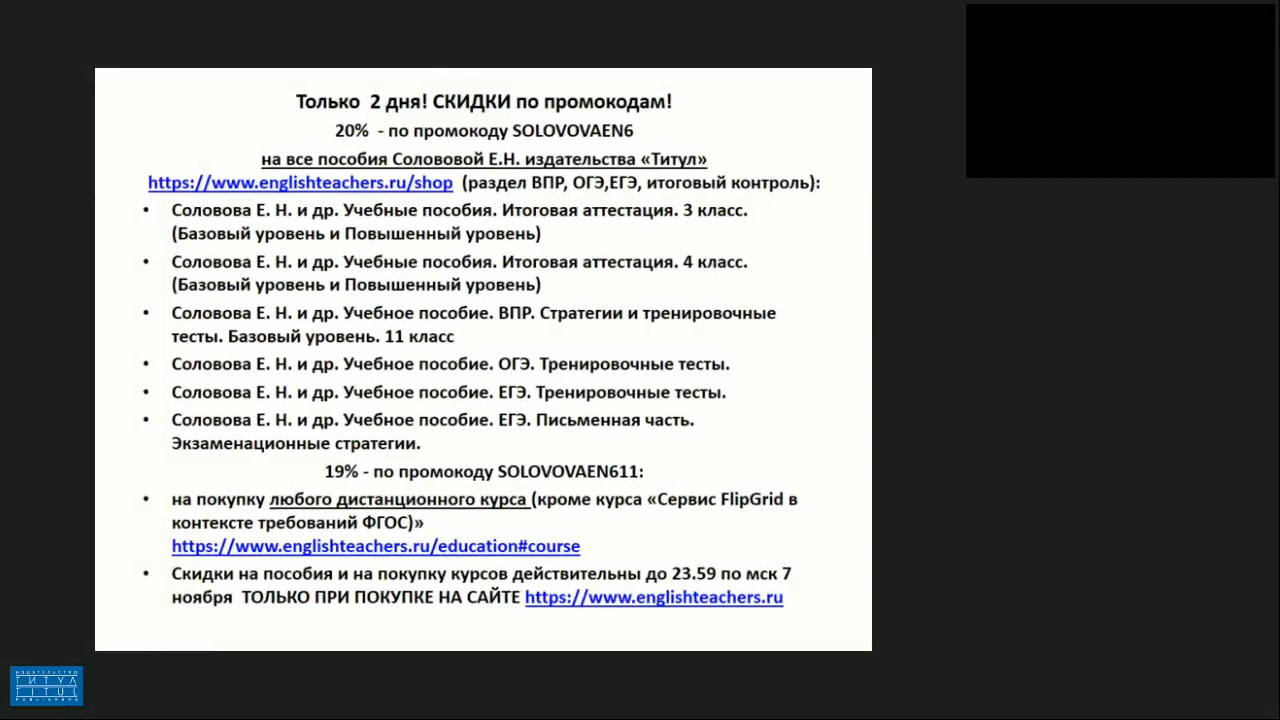 Только 2 дня! СКИДКИ по промокодам!
20% - по промокоду SOLOVOVAEN6
на все пособия Солововой Е.Н. издательства «Титул»
https://www.englishteachers.ru/shop (раздел ВПР, ОГЭ,ЕГЭ, итоговый контроль):
• Соловова Е. Н. и др. Учебные пособия. Итоговая аттестация. 3 класс.
(Базовый уровень и Повышенный уровень)
• Соловова Е. Н. и др. Учебные пособия. Итоговая аттестация. 4 класс.
(Базовый уровень и Повышенный уровень)
• Соловова Е. Н. и др. Учебное пособие. ВПР. Стратегии и тренировочные
тесты. Базовый уровень. 11 класс
• Соловова Е. Н. и др. Учебное пособие. ОГЭ. Тренировочные тесты.
• Соловова Е. Н. и др. Учебное пособие. ЕГЭ. Тренировочные тесты.
• Соловова Е. Н. и др. Учебное пособие. ЕГЭ. Письменная часть.
Экзаменационные стратегии.
19% - по промокоду SOLOVOVAEN611:
• на покупку любого дистанционного курса (кроме курса «Сервис FlipGrid в
контексте требований ФГОС)»
https://www.englishteachers.ru/education#course
• Скидки на пособия и на покупку курсов действительны до 23.59 по мск 7
ноября ТОЛЬКО ПРИ ПОКУПКЕ НА САЙТЕ https://www.englishteachers.ru
ИЗДАТЕЛЬСТВО
ТИТУЛ
TITUL
PUBLISHERS